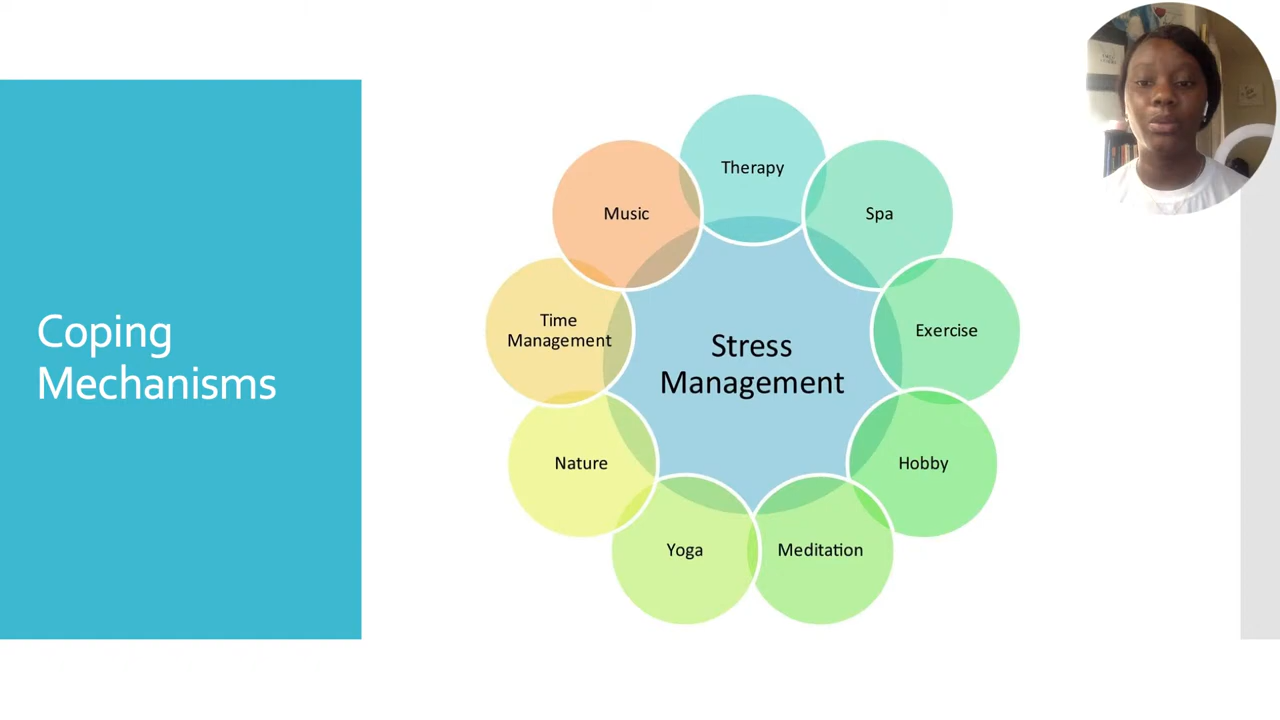 Coping
Mechanisms
Therapy
Spa
Exercise
Hobby
Meditation
Yoga
Nature
Time
Management
Music
Stress
Management